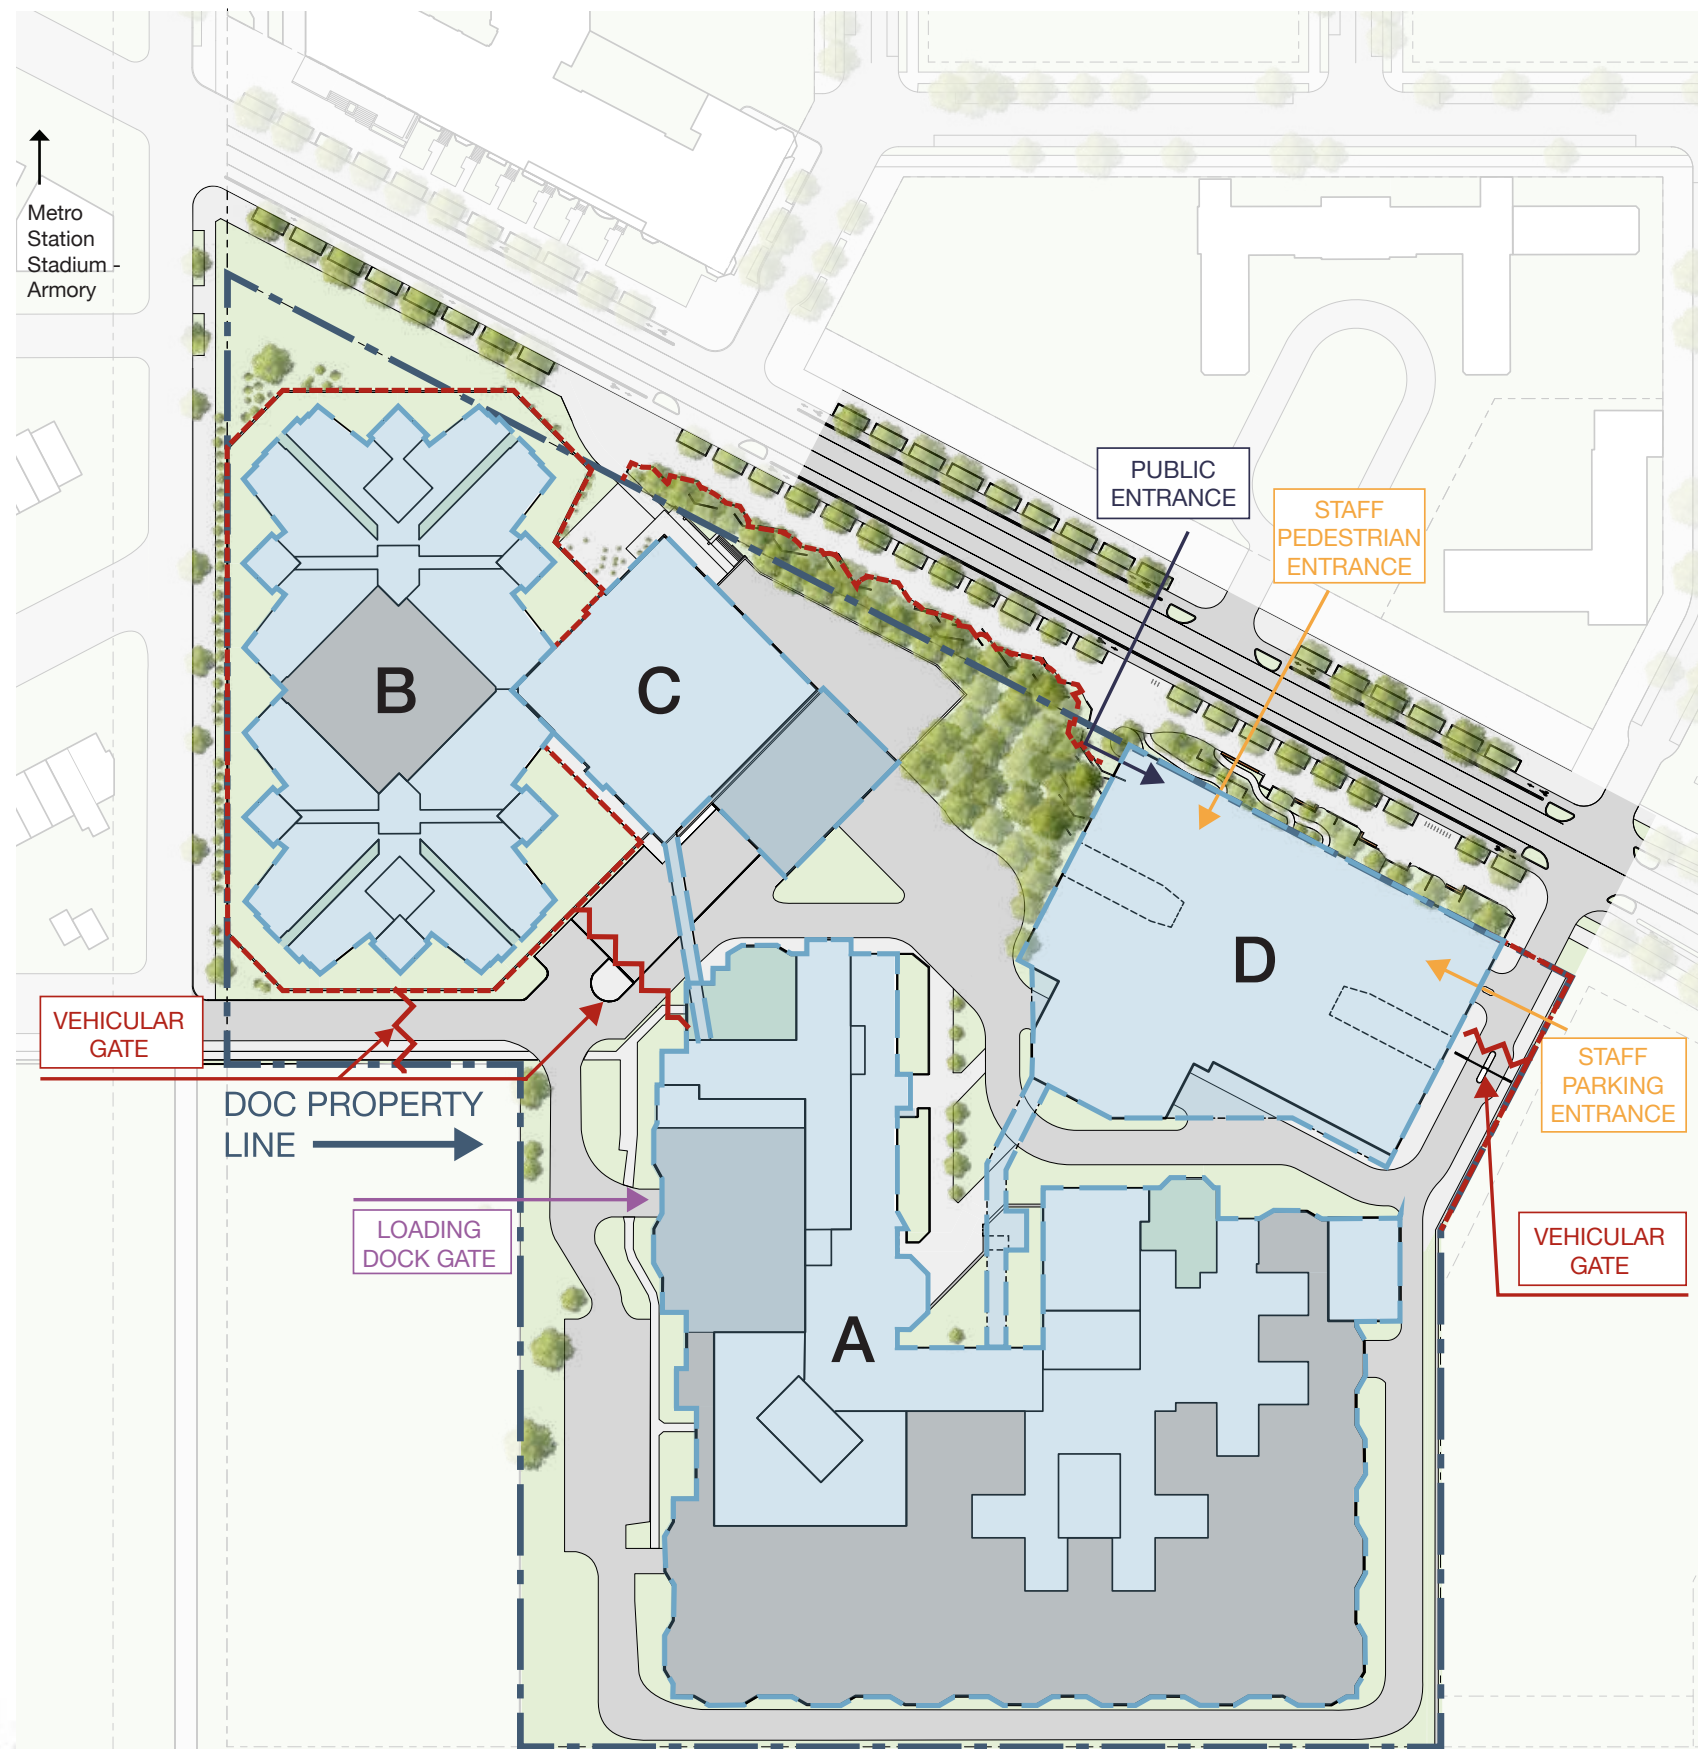 Metro
Station
Stadium -
Armory
PUBLIC
ENTRANCE
STAFF
PEDESTRIAN
ENTRANCE
B
C
D
VEHICULAR
GATE
DOC PROPERTY
LINE
STAFF
PARKING
ENTRANCE
LOADING
DOCK GATE
VEHICULAR
GATE
A